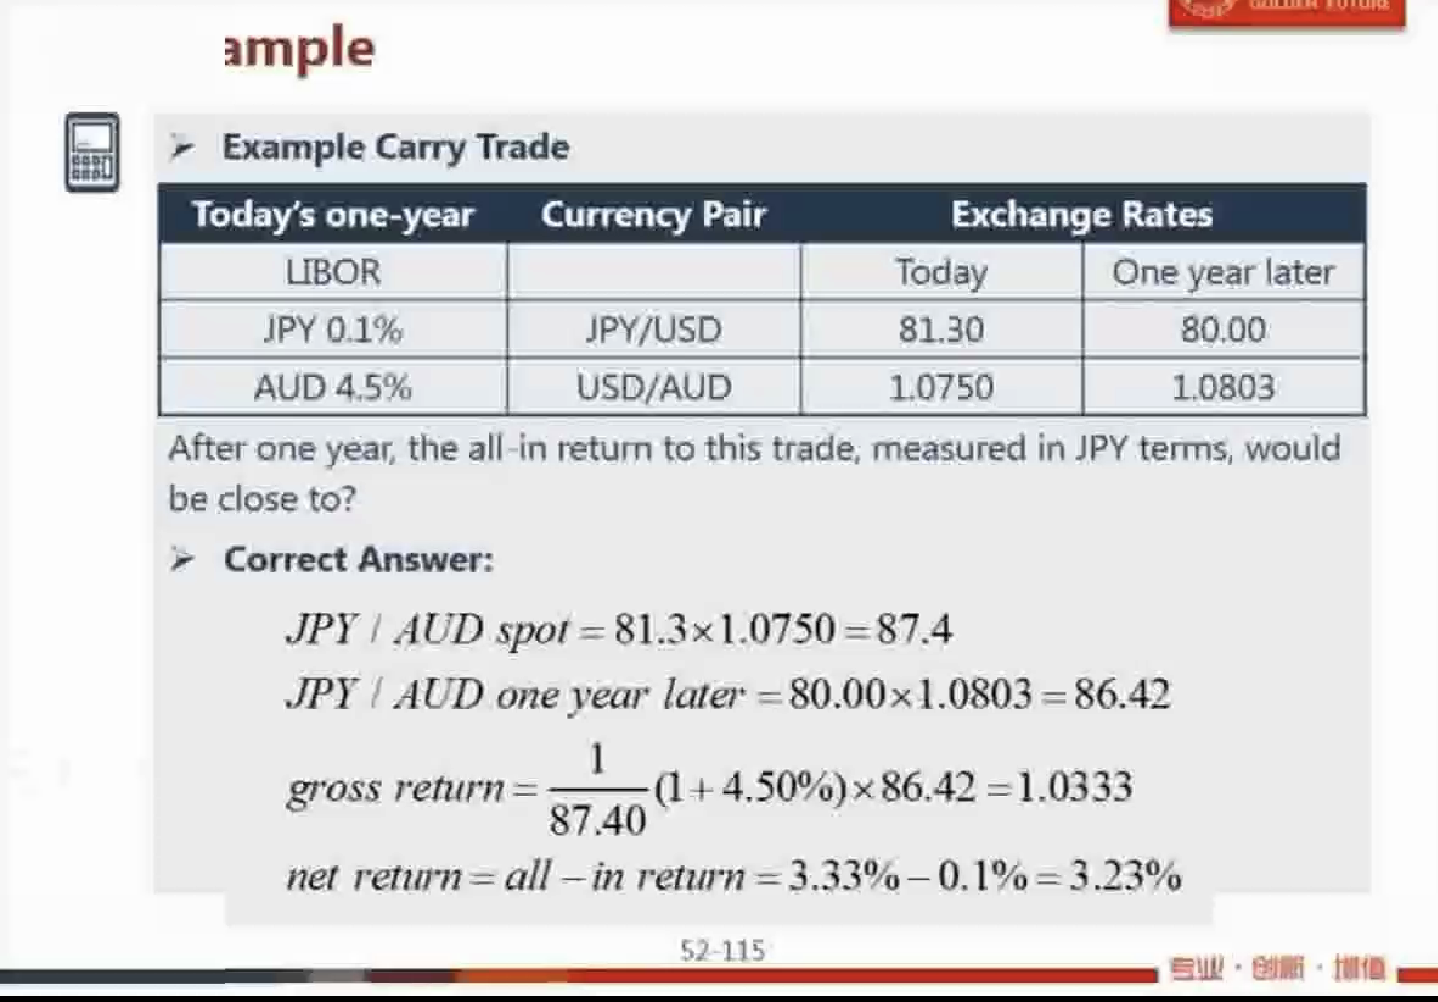 ample
Example Carry Trade
Today's one-year Currency Pair Exchange Rates
LIBOR Today One year later
JPY 0.1% JPY/USD 81.30 80.00
AUD 4.5% USD/AUD 1.0750 1.0803
After one year, the all-in return to this trade, measured in JPY terms, would
be close to?
Correct Answer:
JPY / AUD spot = 81.3×1.0750 = 87.4
JPY / AUD one year later = 80.00×1.0803 = 86.42
gross return = 1/87.40 (1+4.50%)×86.42 = 1.0333
net return = all – in return = 3.33% – 0.1% = 3.23%
52-115
专业 · 创新 · 增值